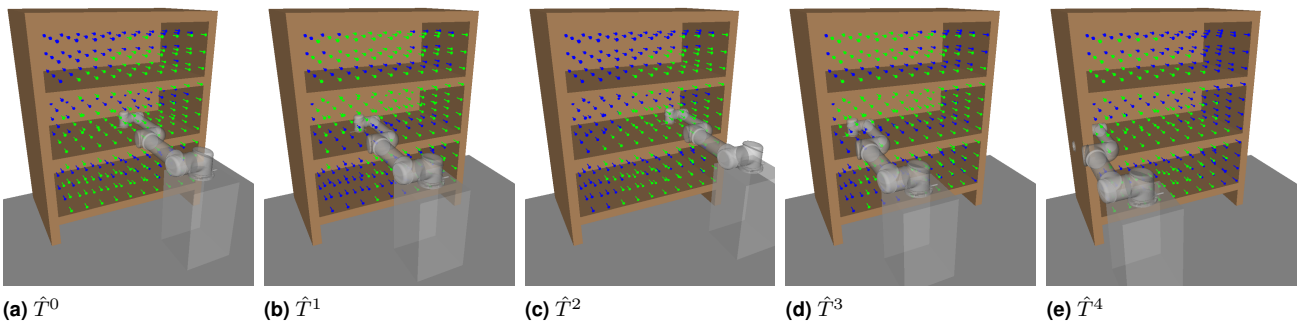 (a) T̂⁰
(b) T̂¹
(c) T̂²
(d) T̂³
(e) T̂⁴